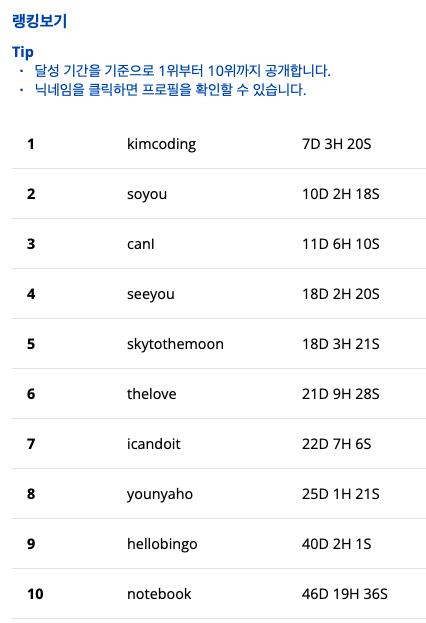 랭킹보기
Tip
· 달성 기간을 기준으로 1위부터 10위까지 공개합니다.
· 닉네임을 클릭하면 프로필을 확인할 수 있습니다.
1 kimcoding 7D 3H 20S
2 soyou 10D 2H 18S
3 canI 11D 6H 10S
4 seeyou 18D 2H 20S
5 skytothemoon 18D 3H 21S
6 thelove 21D 9H 28S
7 icandoit 22D 7H 6S
8 younyaho 25D 1H 21S
9 hellobingo 40D 2H 1S
10 notebook 46D 19H 36S